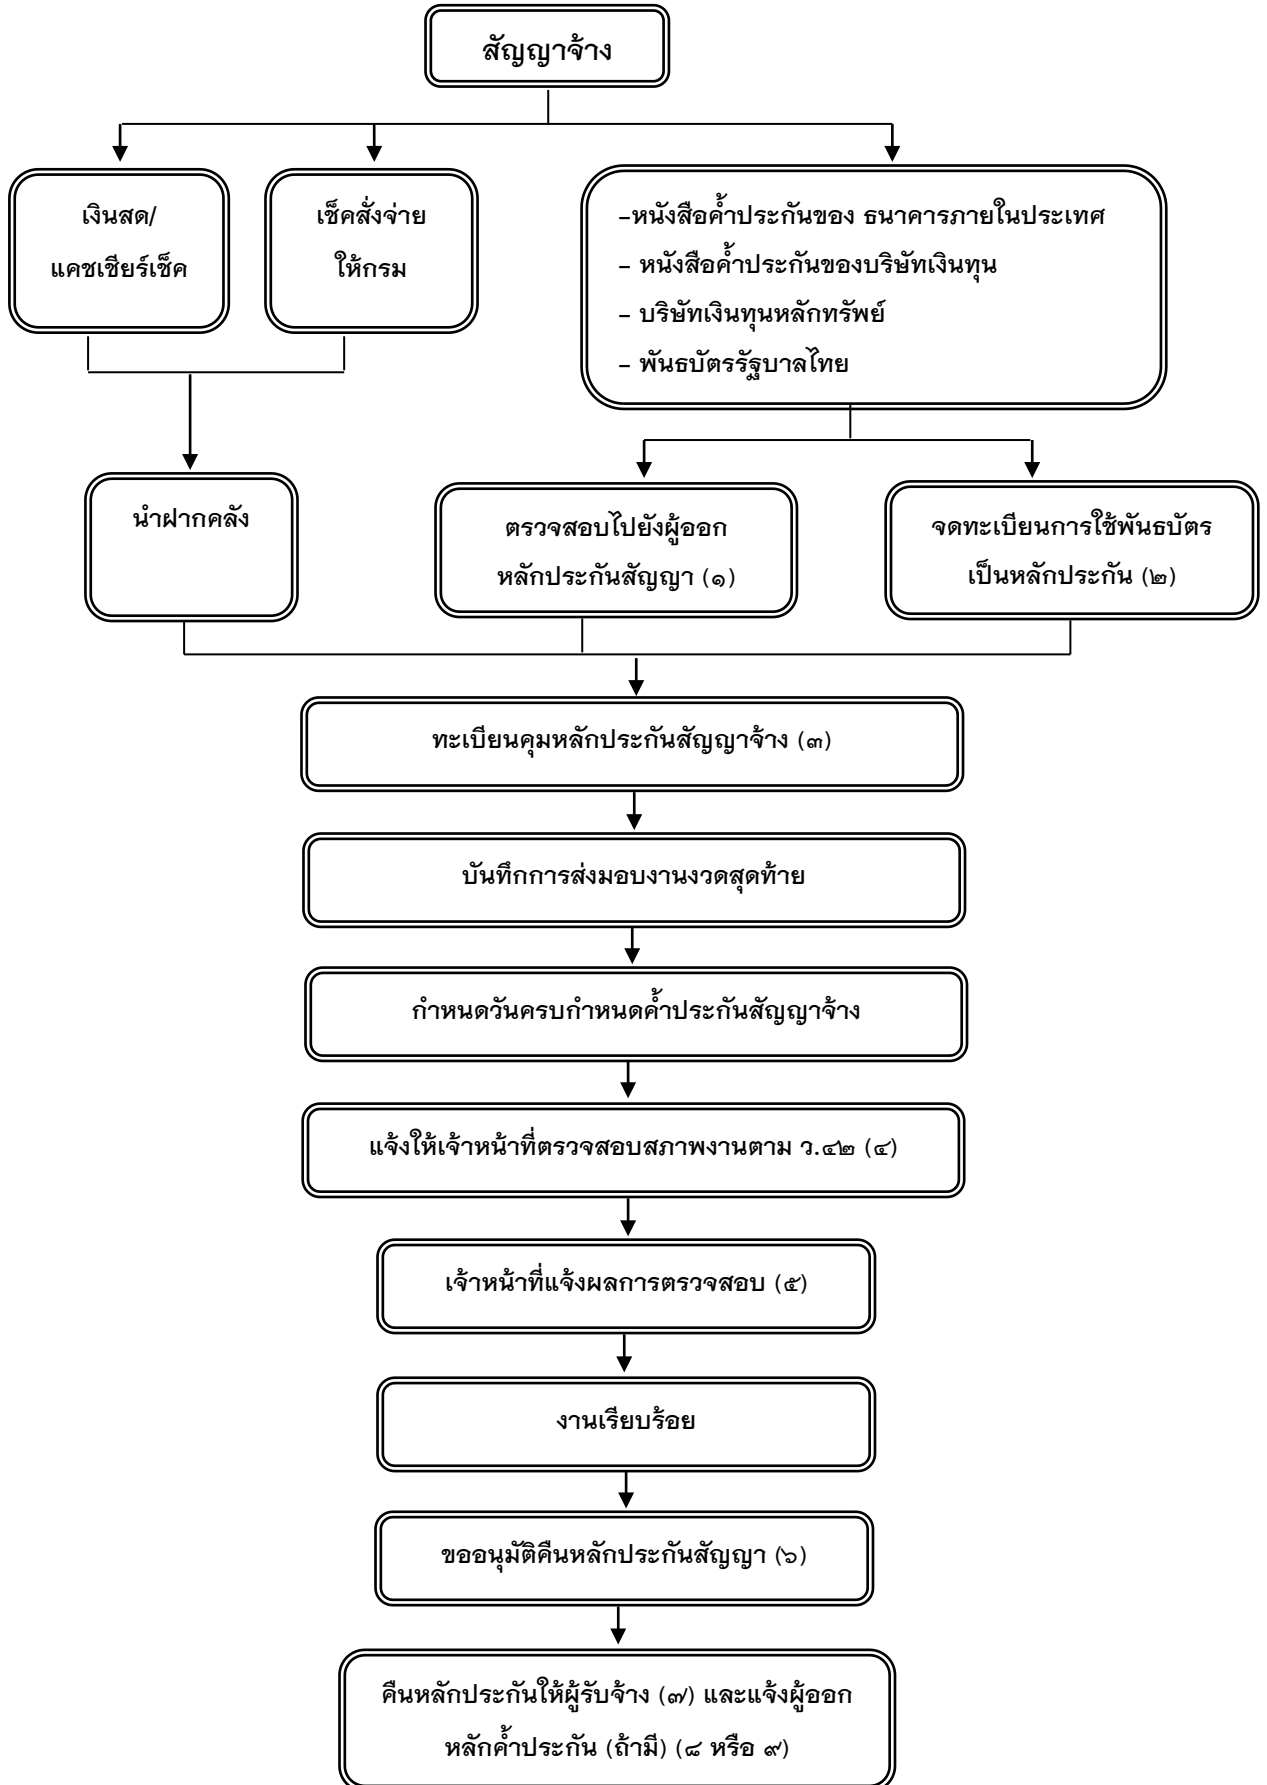 สัญญาจ้าง
เงินสด/
แคชเชียร์เช็ค
เช็คสั่งจ่าย
ให้กรม
–หนังสือค้ำประกันของ ธนาคารภายในประเทศ
– หนังสือค้ำประกันของบริษัทเงินทุน
– บริษัทเงินทุนหลักทรัพย์
– พันธบัตรรัฐบาลไทย
นำฝากคลัง
ตรวจสอบไปยังผู้ออก
หลักประกันสัญญา (๑)
จดทะเบียนการใช้พันธบัตร
เป็นหลักประกัน (๒)
ทะเบียนคุมหลักประกันสัญญาจ้าง (๓)
บันทึกการส่งมอบงานงวดสุดท้าย
กำหนดวันครบกำหนดค้ำประกันสัญญาจ้าง
แจ้งให้เจ้าหน้าที่ตรวจสอบสภาพงานตาม ว.๔๒ (๔)
เจ้าหน้าที่แจ้งผลการตรวจสอบ (๕)
งานเรียบร้อย
ขออนุมัติคืนหลักประกันสัญญา (๖)
คืนหลักประกันให้ผู้รับจ้าง (๗) และแจ้งผู้ออก
หลักค้ำประกัน (ถ้ามี) (๘ หรือ ๙)